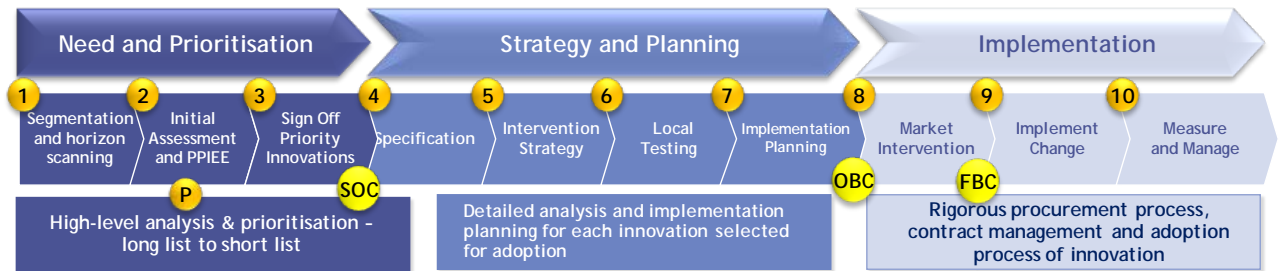 Need and Prioritisation
Strategy and Planning
Implementation
1
2
3
4
5
6
7
8
9
10
Segmentation
and horizon
scanning
Initial
Assessment
and PPIEE
Sign Off
Priority
Innovations
Specification
Intervention
Strategy
Local
Testing
Implementation
Planning
Market
Intervention
Implement
Change
Measure
and Manage
P
SOC
OBC
FBC
High-level analysis & prioritisation –
long list to short list
Detailed analysis and implementation
planning for each innovation selected
for adoption
Rigorous procurement process,
contract management and adoption
process of innovation